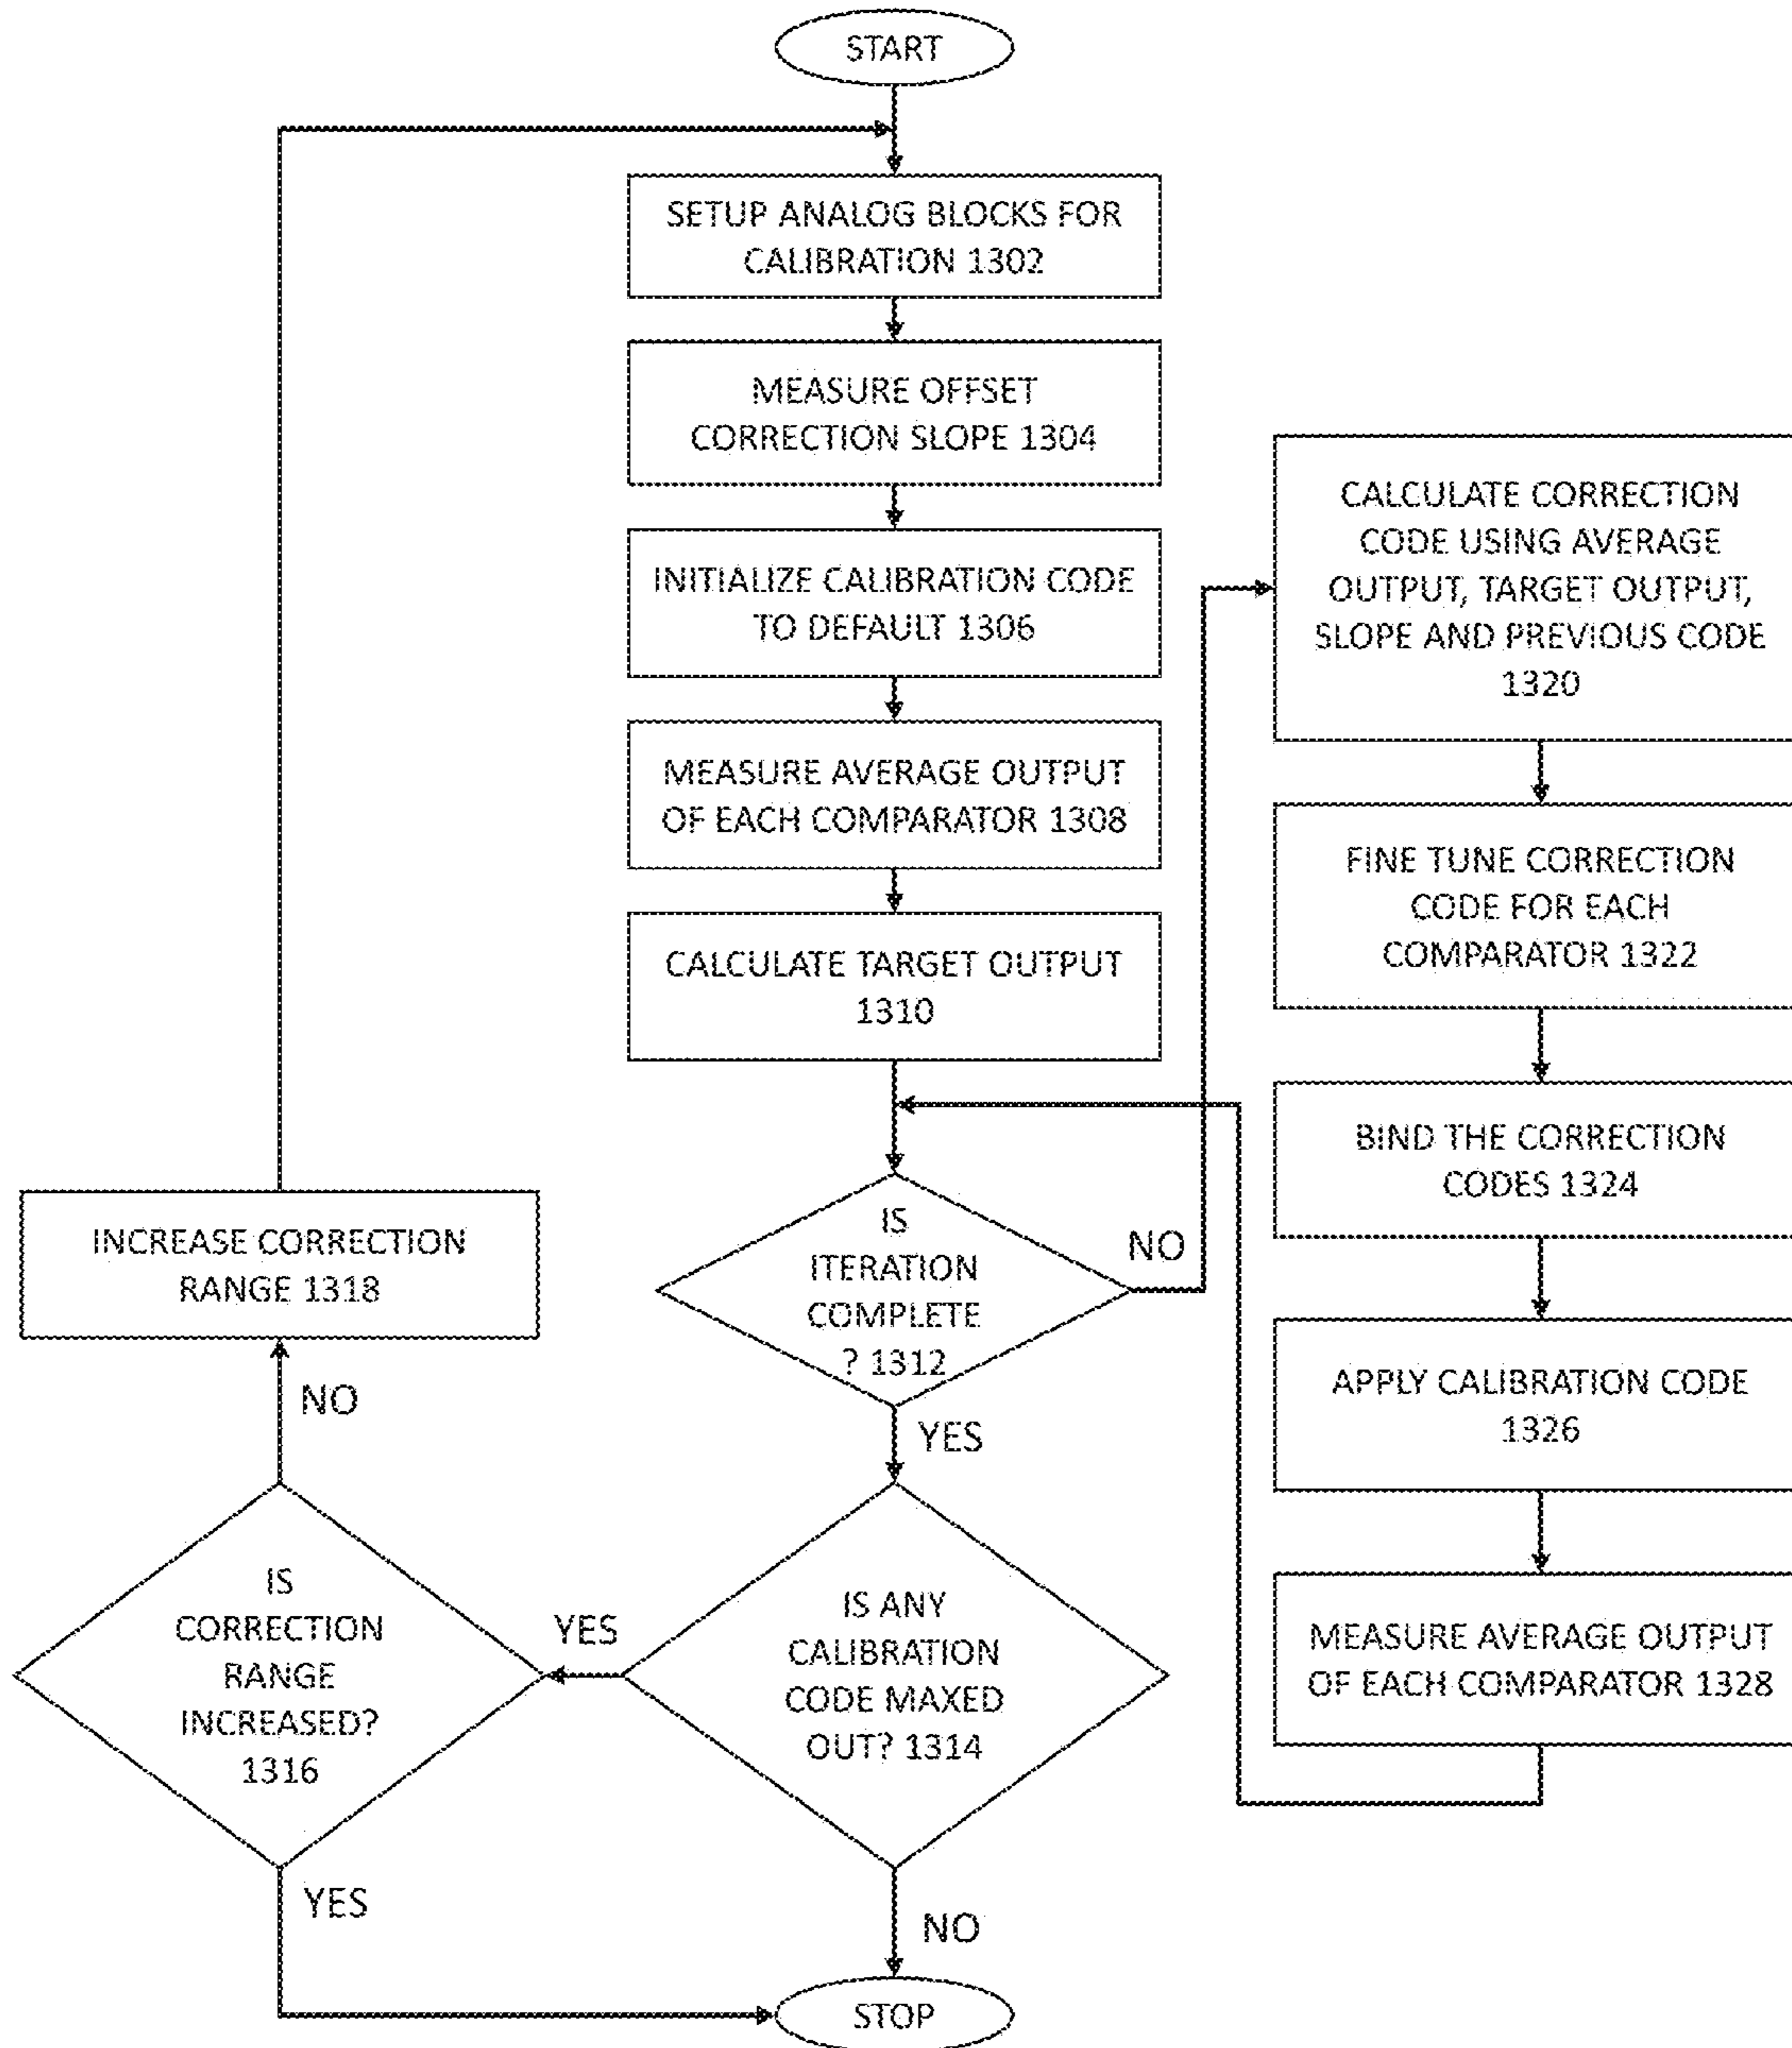 START
SETUP ANALOG BLOCKS FOR
CALIBRATION 1302
MEASURE OFFSET
CORRECTION SLOPE 1304
INITIALIZE CALIBRATION CODE
TO DEFAULT 1306
MEASURE AVERAGE OUTPUT
OF EACH COMPARATOR 1308
CALCULATE TARGET OUTPUT
1310
IS
ITERATION
COMPLETE
? 1312
NO
YES
CALCULATE CORRECTION
CODE USING AVERAGE
OUTPUT, TARGET OUTPUT,
SLOPE AND PREVIOUS CODE
1320
FINE TUNE CORRECTION
CODE FOR EACH
COMPARATOR 1322
BIND THE CORRECTION
CODES 1324
APPLY CALIBRATION CODE
1326
MEASURE AVERAGE OUTPUT
OF EACH COMPARATOR 1328
IS ANY
CALIBRATION
CODE MAXED
OUT? 1314
YES
NO
IS
CORRECTION
RANGE
INCREASED?
1316
NO
YES
INCREASE CORRECTION
RANGE 1318
STOP